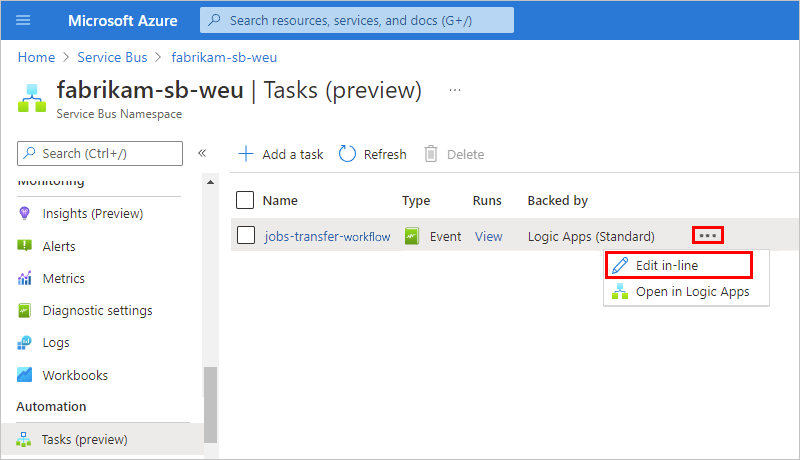 Microsoft Azure
Search resources, services, and docs (G+/)
Home > Service Bus > fabrikam-sb-weu
fabrikam-sb-weu | Tasks (preview) ...
Service Bus Namespace
Search (Ctrl+/) «
+ Add a task Refresh Delete
Monitoring
Name Type Runs Backed by
Insights (Preview)
jobs-transfer-workflow Event View Logic Apps (Standard) •••
Alerts
Edit in-line
Metrics
Open in Logic Apps
Diagnostic settings
Logs
Workbooks
Automation
Tasks (preview)